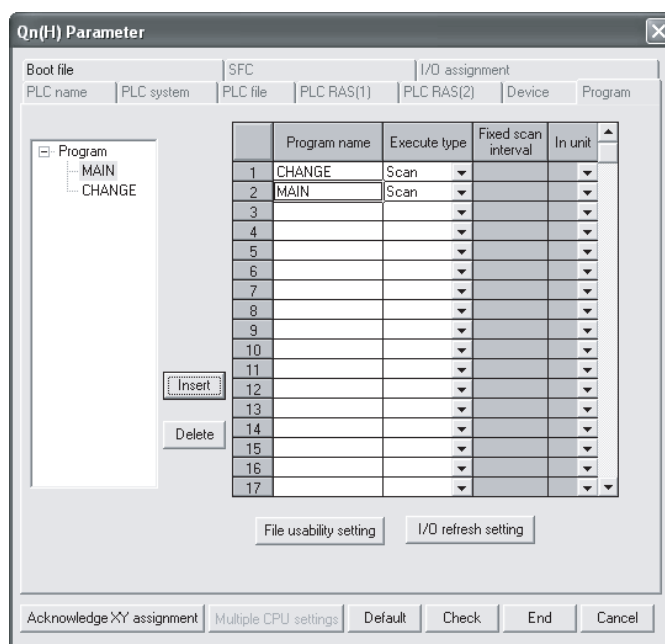 Qn(H) Parameter
Boot file SFC I/O assignment
PLC name PLC system PLC file PLC RAS(1) PLC RAS(2) Device Program
Program
MAIN
CHANGE
Program name Execute type Fixed scan interval In unit
1 CHANGE Scan
2 MAIN Scan
3
4
5
6
7
8
9
10
11
12
13
14
15
16
17
Insert
Delete
File usability setting I/O refresh setting
Acknowledge XY assignment Multiple CPU settings Default Check End Cancel